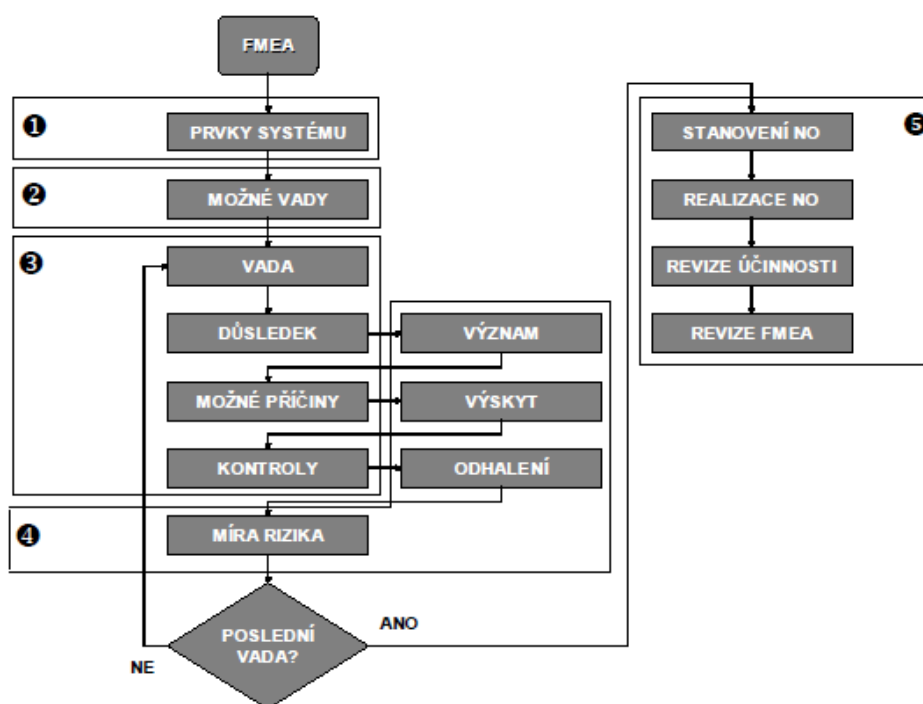 FMEA
❶
PRVKY SYSTÉMU
❷
MOŽNÉ VADY
❸
VADA
DŮSLEDEK
VÝZNAM
MOŽNÉ PŘÍČINY
VÝSKYT
KONTROLY
ODHALENÍ
❹
MÍRA RIZIKA
POSLEDNÍ
VADA?
NE
ANO
❺
STANOVENÍ NO
REALIZACE NO
REVIZE ÚČINNOSTI
REVIZE FMEA